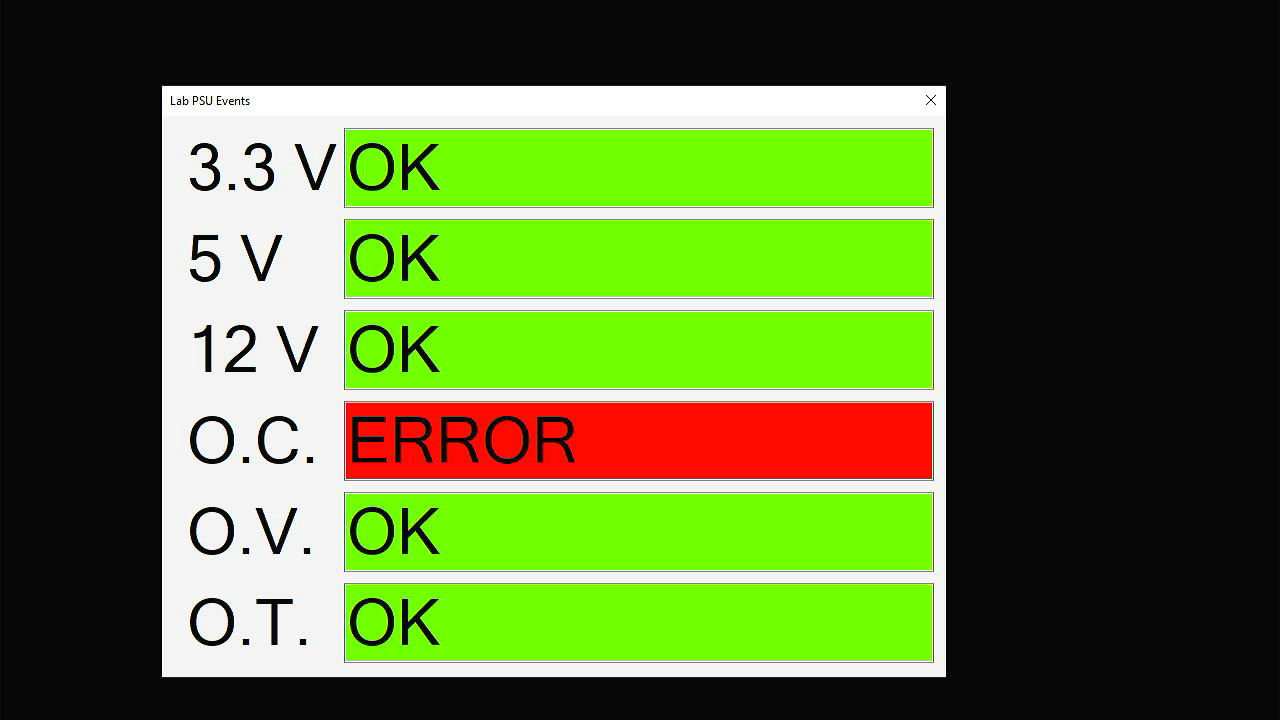 Lab PSU Events
3.3 V OK
5 V OK
12 V OK
O.C. ERROR
O.V. OK
O.T. OK